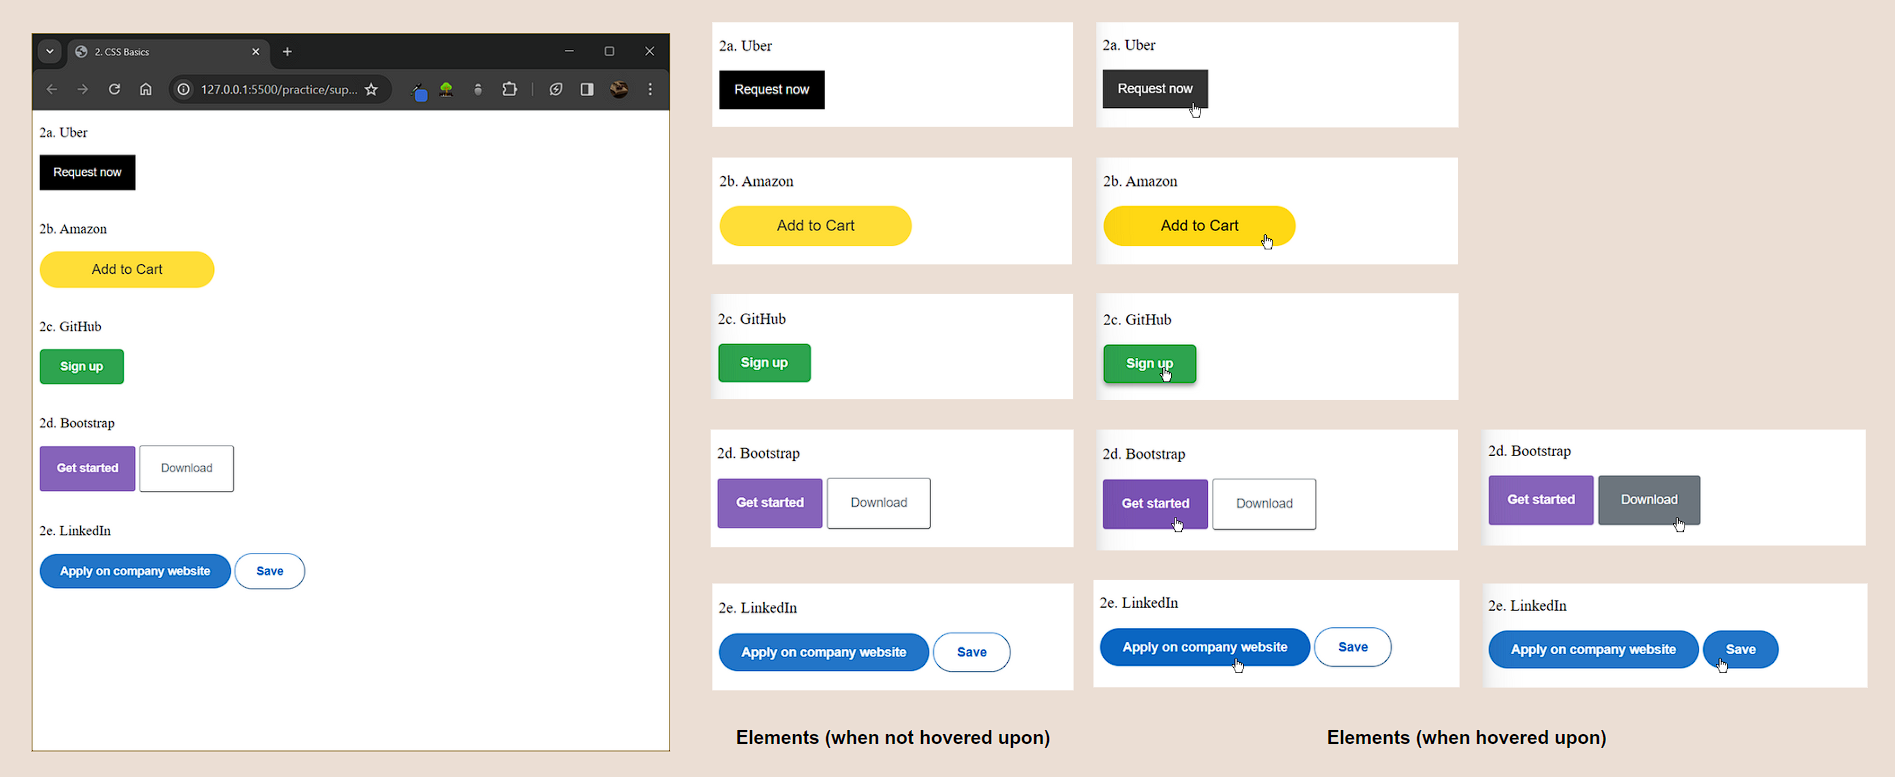 2. CSS Basics
127.0.0.1:5500/practice/sup...
2a. Uber
Request now
2b. Amazon
Add to Cart
2c. GitHub
Sign up
2d. Bootstrap
Get started Download
2e. LinkedIn
Apply on company website Save
2a. Uber
Request now
2b. Amazon
Add to Cart
2c. GitHub
Sign up
2d. Bootstrap
Get started Download
2e. LinkedIn
Apply on company website Save
Elements (when not hovered upon)
2a. Uber
Request now
2b. Amazon
Add to Cart
2c. GitHub
Sign up
2d. Bootstrap
Get started Download
2e. LinkedIn
Apply on company website Save
2d. Bootstrap
Get started Download
2e. LinkedIn
Apply on company website Save
Elements (when hovered upon)